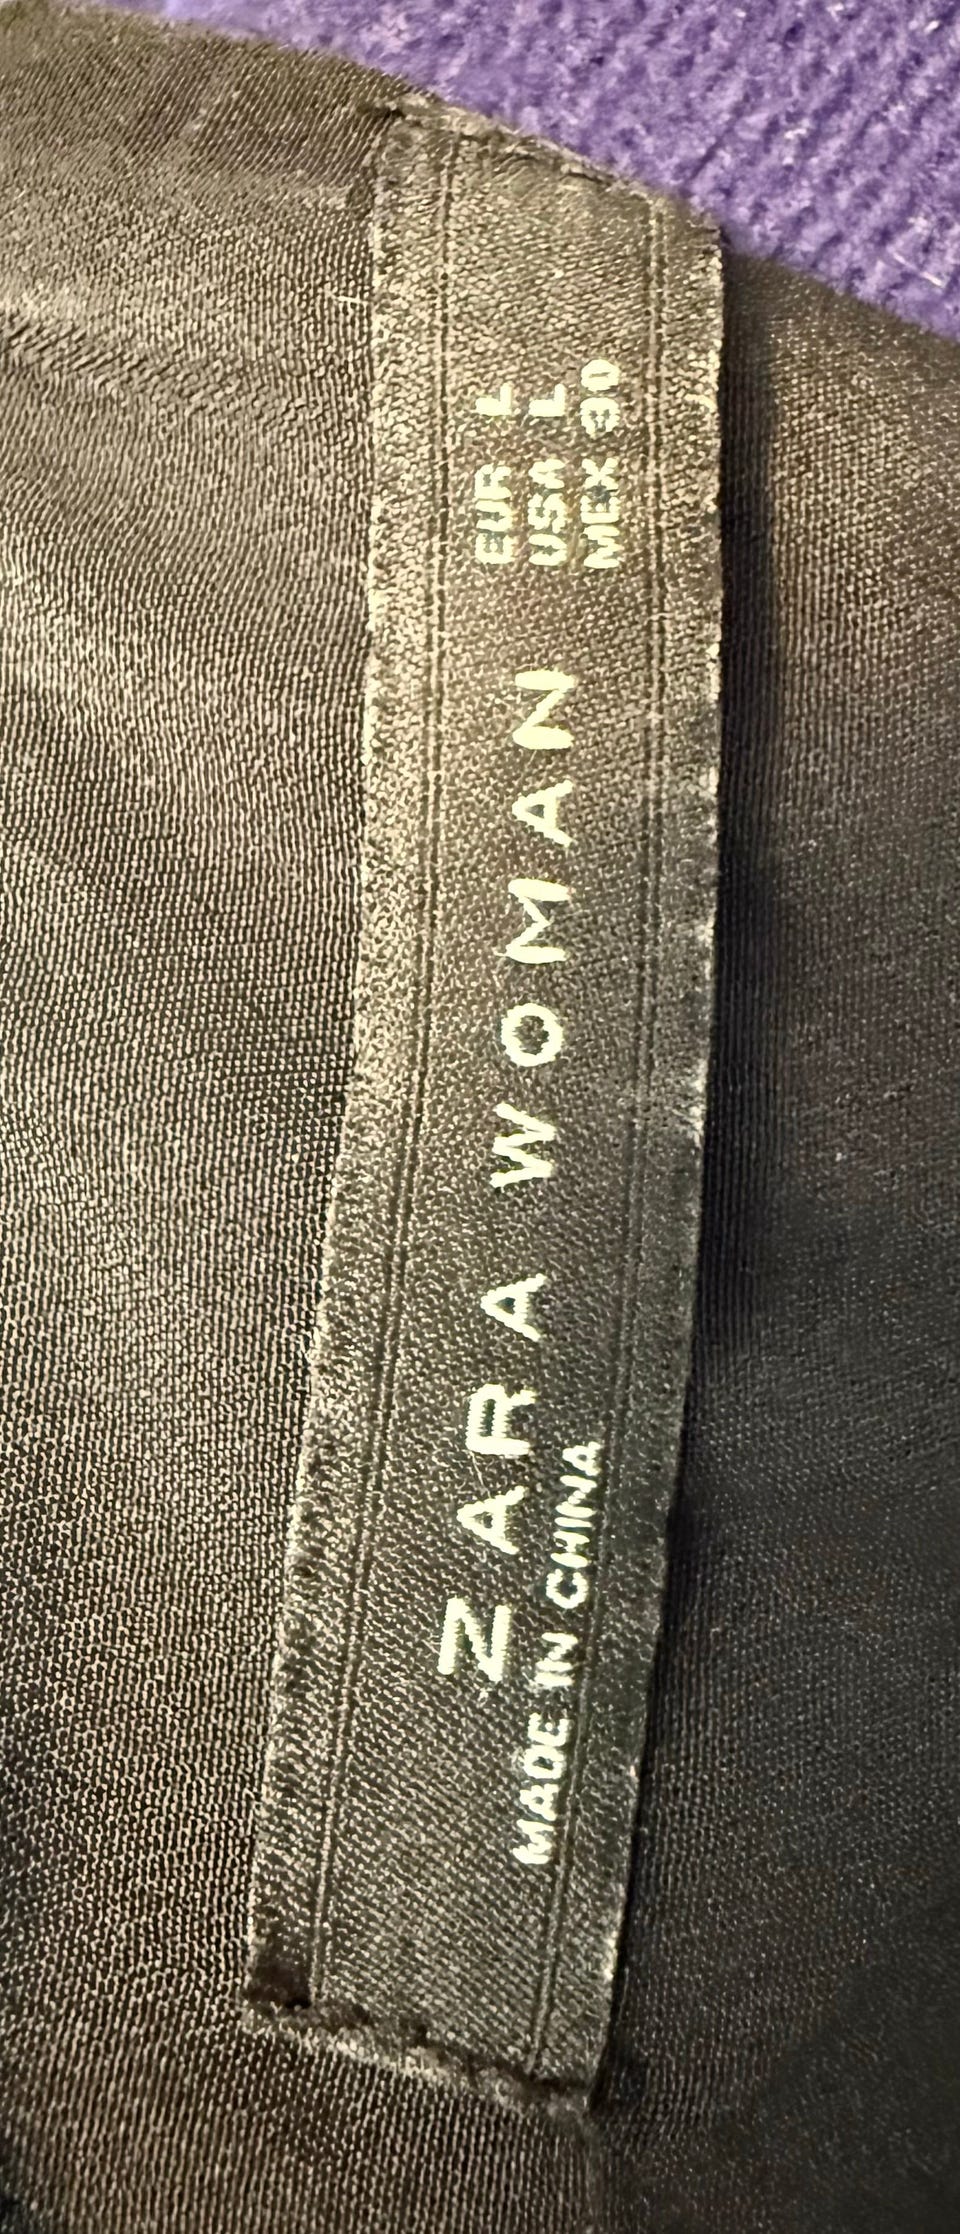 ZARA WOMAN
MADE IN CHINA
EUR L
USA L
MEX 30